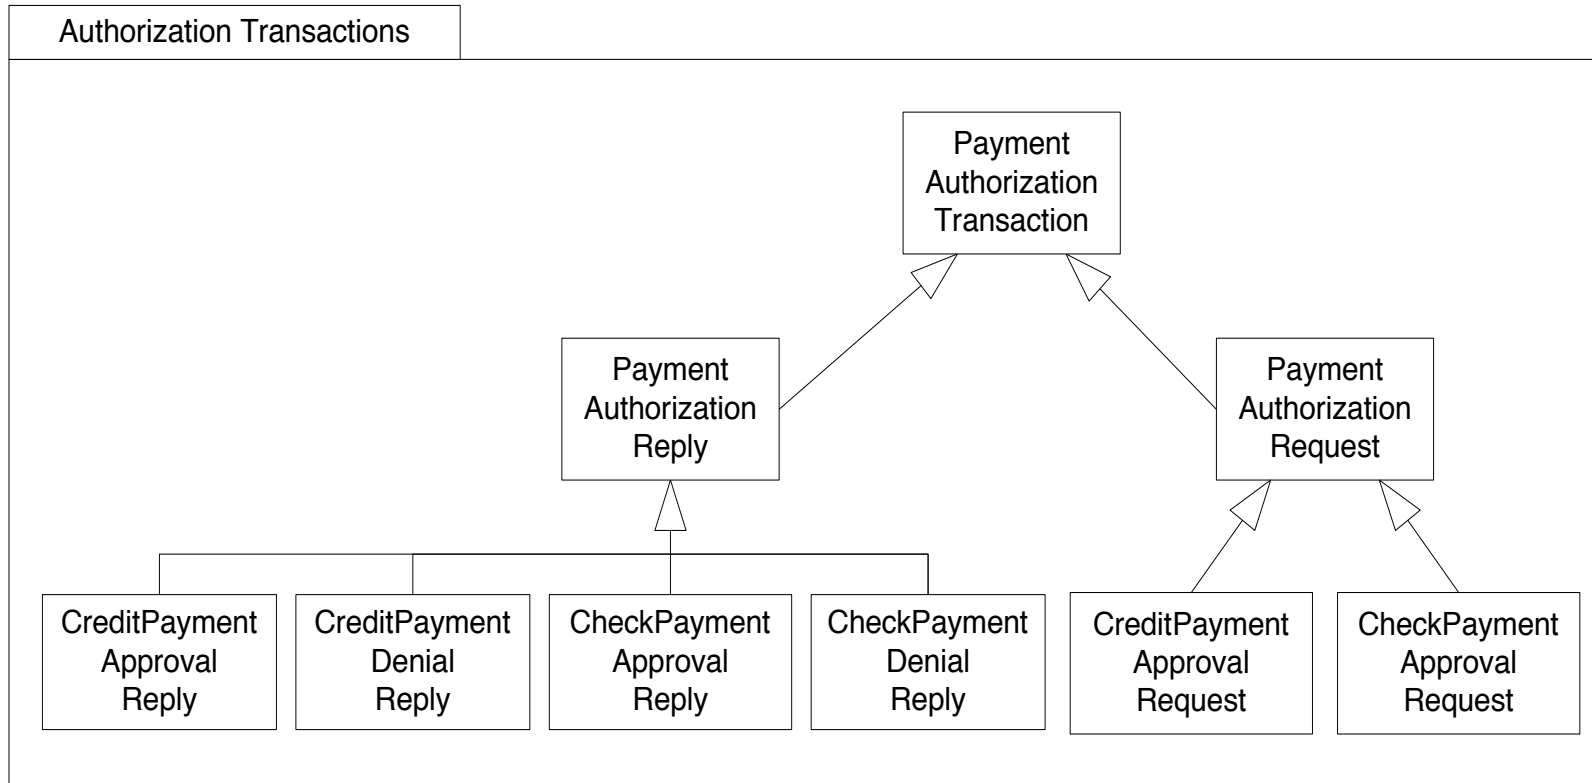 Authorization Transactions
Payment
Authorization
Transaction
Payment
Authorization
Reply
Payment
Authorization
Request
CreditPayment
Approval
Reply
CreditPayment
Denial
Reply
CheckPayment
Approval
Reply
CheckPayment
Denial
Reply
CreditPayment
Approval
Request
CheckPayment
Approval
Request